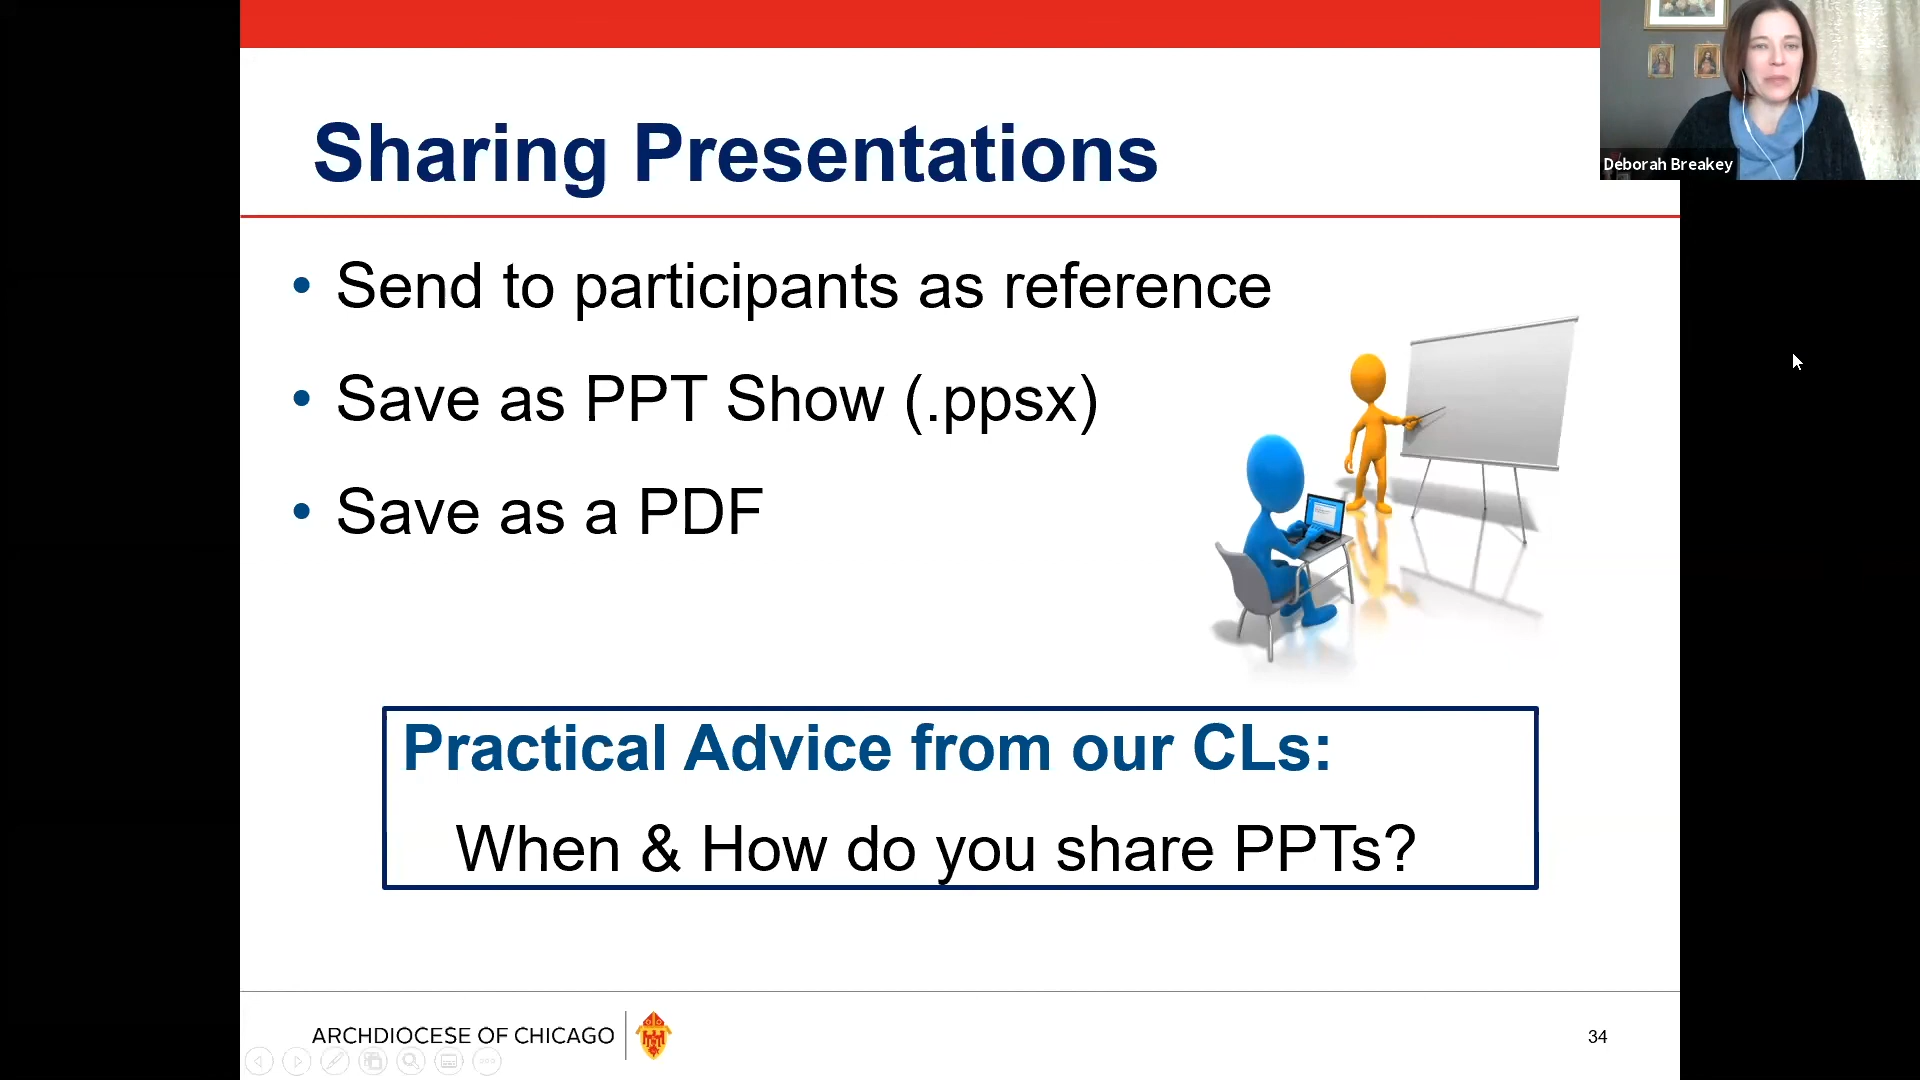 Sharing Presentations
Deborah Breakey
• Send to participants as reference
• Save as PPT Show (.ppsx)
• Save as a PDF
Practical Advice from our CLs:
When & How do you share PPTs?
ARCHDIOCESE OF CHICAGO
34